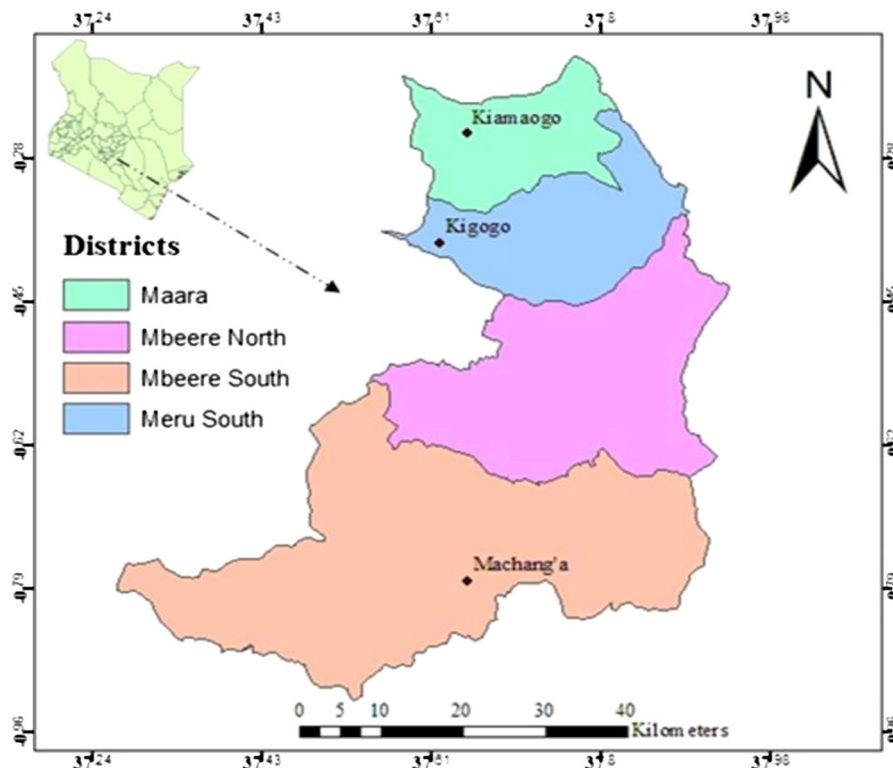 37.24 37.43 37.61 37.8 37.98
N
Kiamaogo
-0.28
Kigogo
Districts
Maara
-0.45
Mbeere North
Mbeere South
Meru South
-0.62
Machang'a
-0.79
0 5 10 20 30 40
Kilometers
-0.96
37.24 37.43 37.61 37.8 37.98